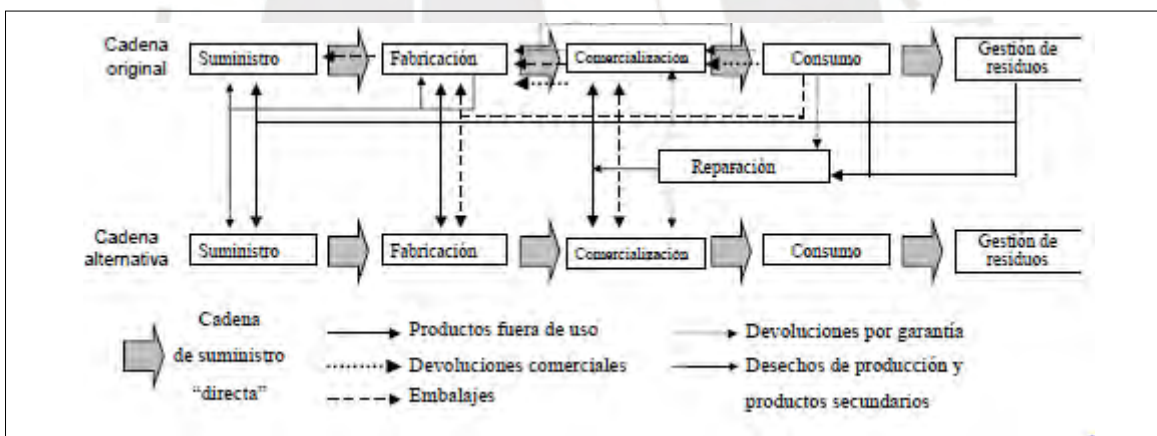 Cadena
original
Suministro
Fabricación
Comercialización
Consumo
Gestión de
residuos
Reparación
Cadena
alternativa
Suministro
Fabricación
Comercialización
Consumo
Gestión de
residuos
Cadena
de suministro
“directa”
Productos fuera de uso
Devoluciones comerciales
Embalajes
Devoluciones por garantía
Desechos de producción y
productos secundarios